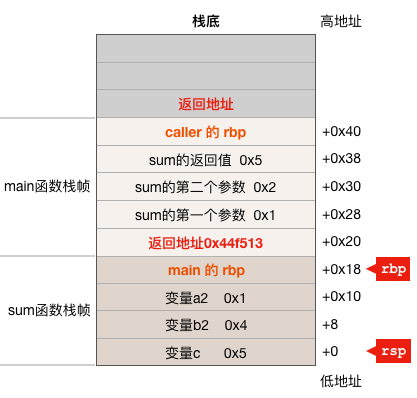 栈底 高地址
返回地址
caller 的 rbp +0x40
sum的返回值 0x5 +0x38
main函数栈帧 sum的第二个参数 0x2 +0x30
sum的第一个参数 0x1 +0x28
返回地址0x44f513 +0x20
main 的 rbp +0x18 rbp
变量a2 0x1 +0x10
sum函数栈帧 变量b2 0x4 +8
变量c 0x5 +0 rsp
低地址